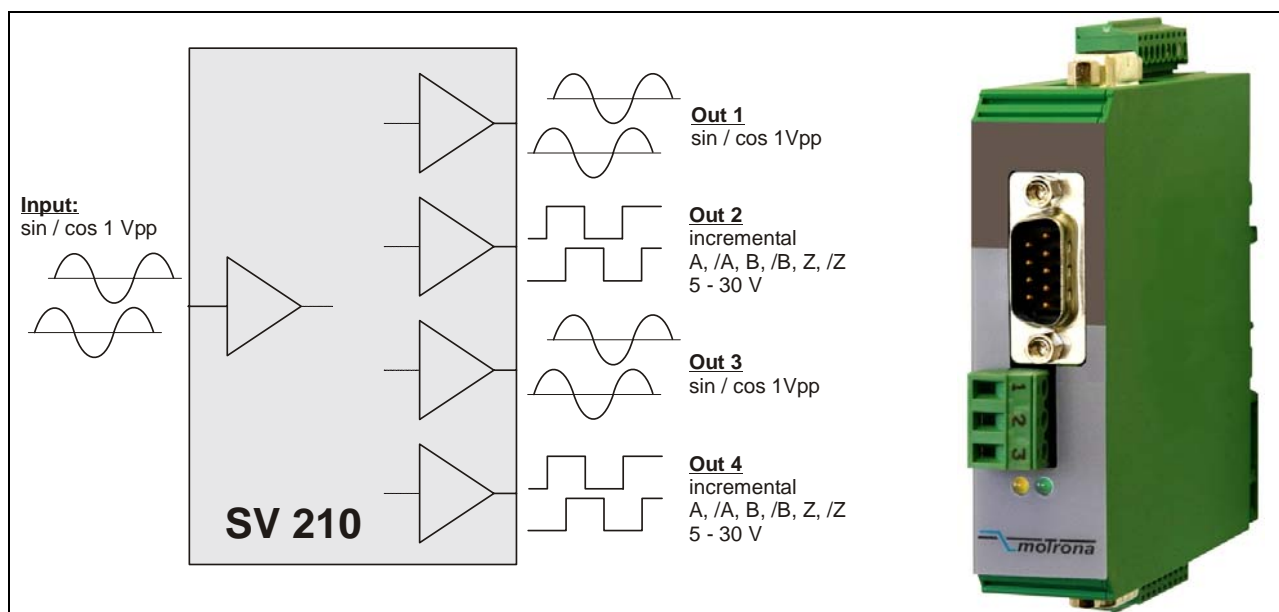 Input:
sin / cos 1 Vpp
SV 210
Out 1
sin / cos 1Vpp
Out 2
incremental
A, /A, B, /B, Z, /Z
5 - 30 V
Out 3
sin / cos 1Vpp
Out 4
incremental
A, /A, B, /B, Z, /Z
5 - 30 V
1
2
3
moTrona